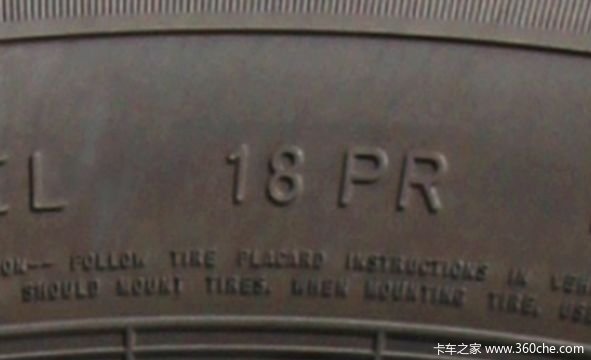 18 PR
FOLLOW TIRE PLACARD INSTRUCTIONS IN
SHOULD MOUNT TIRES. WHEN MOUNTING TIRE, USE
卡车之家 www.360che.com